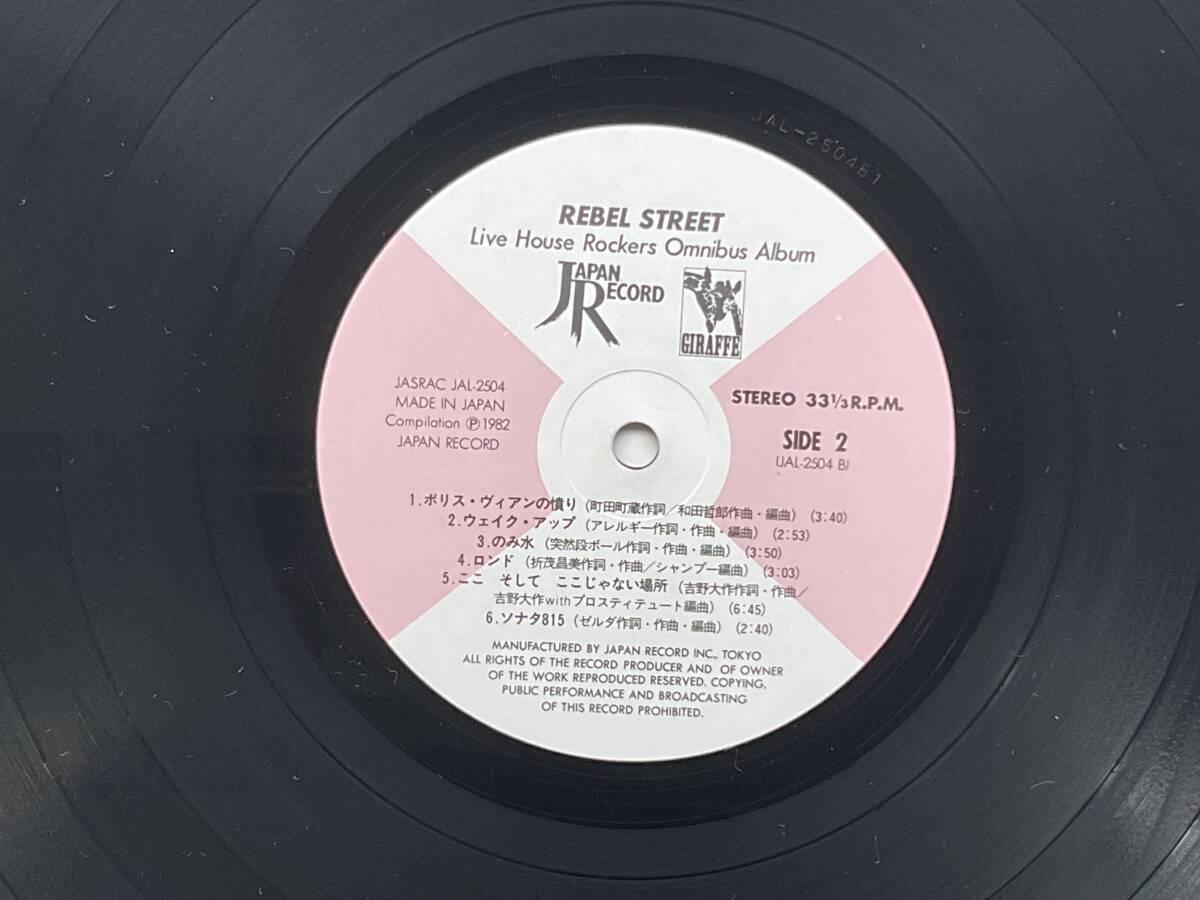 JAL-2504B1
REBEL STREET
Live House Rockers Omnibus Album
JAPAN
RECORD
GIRAFFE
JASRAC JAL-2504
MADE IN JAPAN
Compilation Ⓟ1982
JAPAN RECORD
STEREO 33⅓R.P.M.
SIDE 2
(JAL-2504 B)
1.ボリス・ヴィアンの憤り (町田町蔵作詞/和田哲郎作曲・編曲) (3:40)
2.ウェイク・アップ (アレルギー作詞・作曲・編曲) (2:53)
3.のみ水 (突然段ボール作詞・作曲・編曲) (3:50)
4.ロンド (折茂昌美作詞・作曲/シャンプー編曲) (3:03)
5.ここ そして ここじゃない場所 (吉野大作作詞・作曲/
吉野大作withプロスティテュート編曲) (6:45)
6.ソナタ815 (ゼルダ作詞・作曲・編曲) (2:40)
MANUFACTURED BY JAPAN RECORD INC., TOKYO
ALL RIGHTS OF THE RECORD PRODUCER AND OF OWNER
OF THE WORK REPRODUCED RESERVED. COPYING,
PUBLIC PERFORMANCE AND BROADCASTING
OF THIS RECORD PROHIBITED.